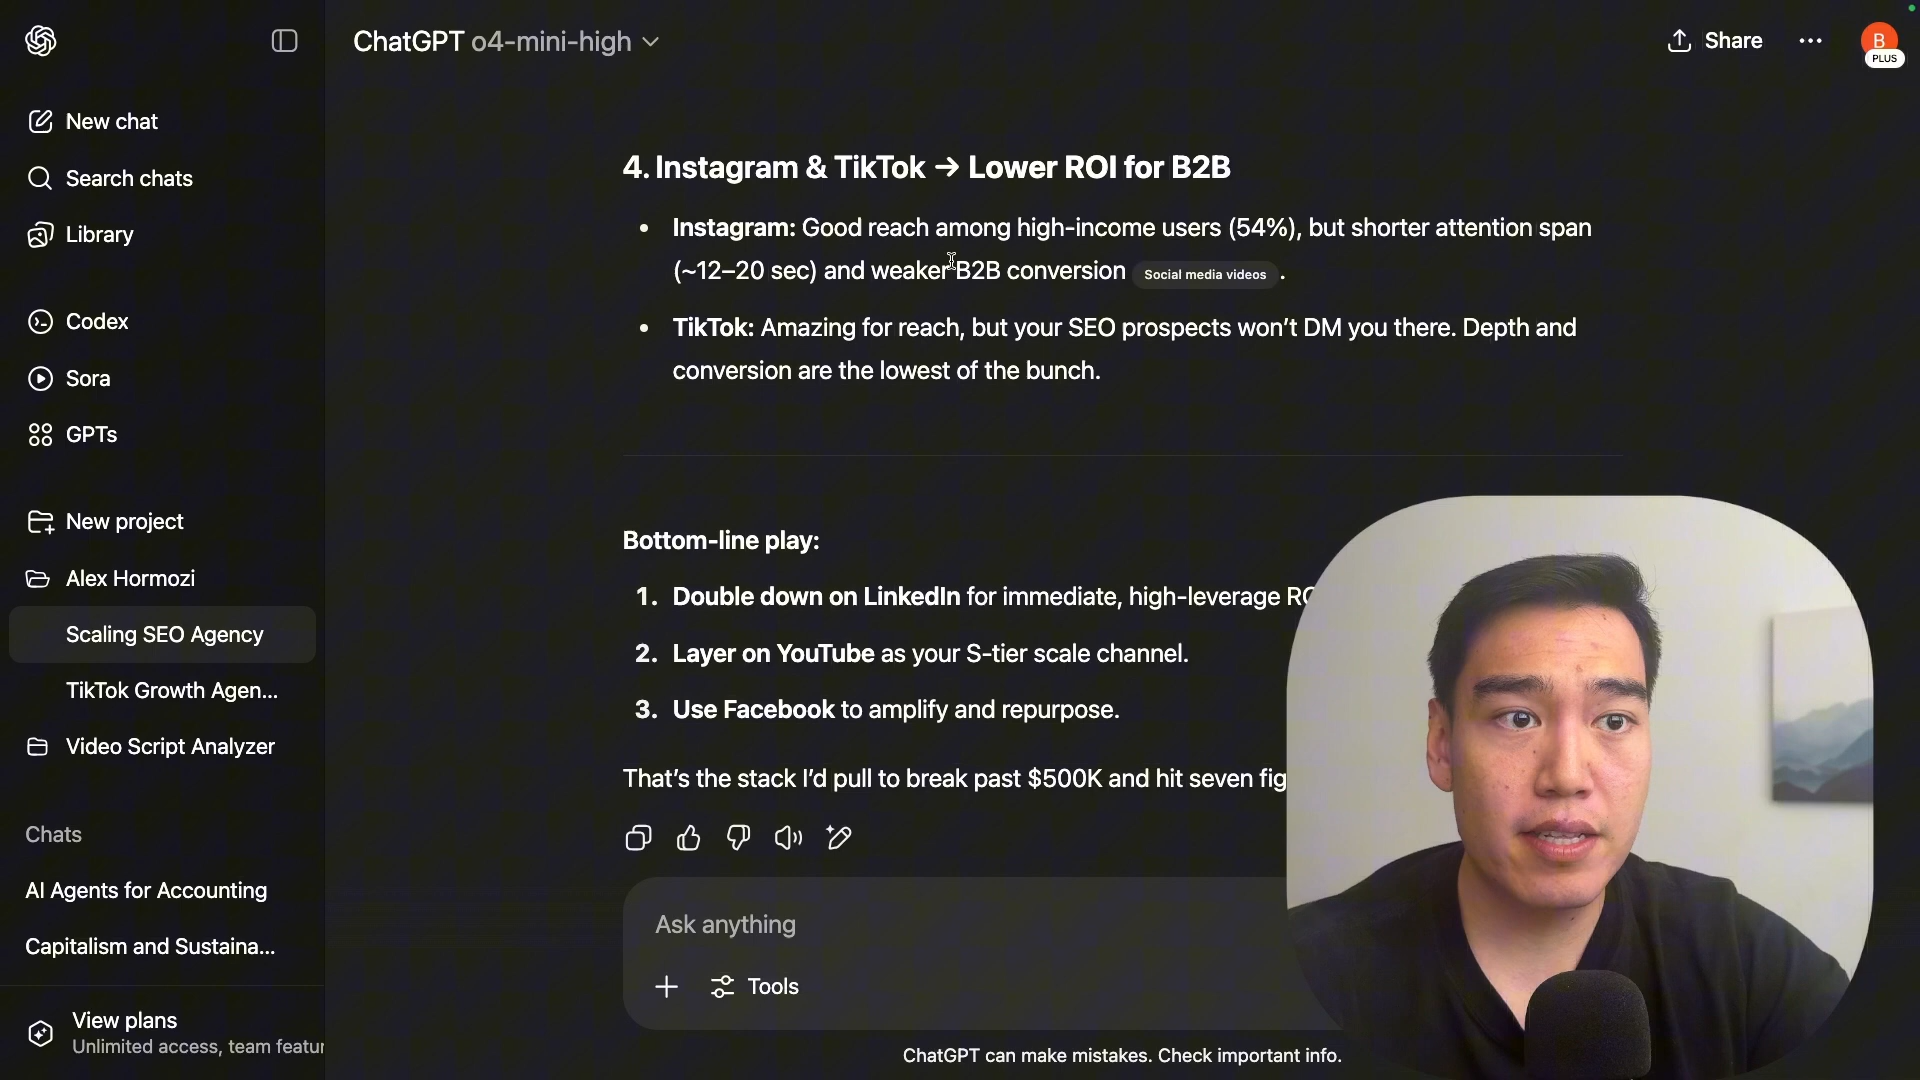 ChatGPT o4-mini-high
Share
B
PLUS
New chat
Search chats
Library
Codex
Sora
GPTs
New project
Alex Hormozi
Scaling SEO Agency
TikTok Growth Agen...
Video Script Analyzer
Chats
AI Agents for Accounting
Capitalism and Sustaina...
View plans
Unlimited access, team featur
4. Instagram & TikTok → Lower ROI for B2B
• Instagram: Good reach among high-income users (54%), but shorter attention span
(~12–20 sec) and weaker B2B conversion Social media videos .
• TikTok: Amazing for reach, but your SEO prospects won’t DM you there. Depth and
conversion are the lowest of the bunch.
Bottom-line play:
1. Double down on LinkedIn for immediate, high-leverage
2. Layer on YouTube as your S-tier scale channel.
3. Use Facebook to amplify and repurpose.
That’s the stack I’d pull to break past $500K and hit seven fig
Ask anything
Tools
ChatGPT can make mistakes. Check important info.